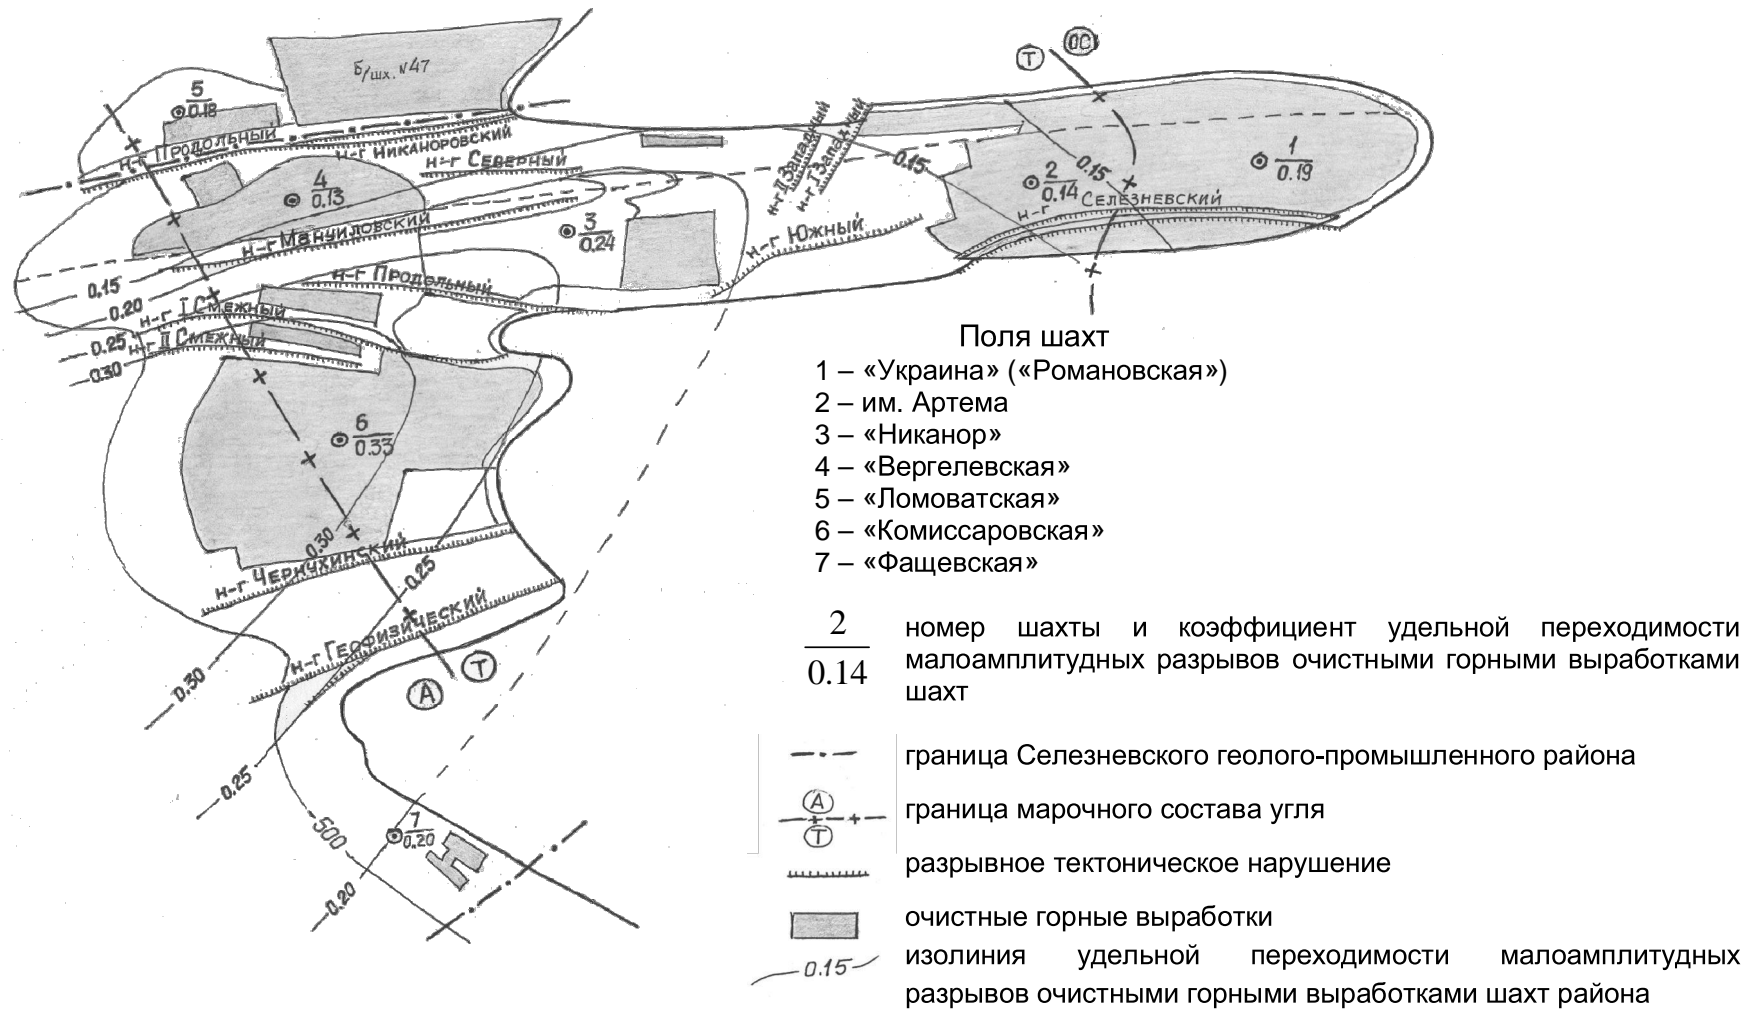 Б/шх. №47
5
0.18
н-г Продольный
н-г Никаноровский
н-г Северный
4
0.13
н-г Мануиловский
3
0.24
н-г II Западный
н-г I Западный
н-г Южный
0.15
Т
ОС
0.15
1
0.19
2
0.14
н-г Селезневский
0.15
0.20
0.25
0.30
н-г Продольный
н-г I Смежный
н-г II Смежный
6
0.33
0.30
н-г Чернухинский
0.25
н-г Геофизический
А
Т
0.30
0.25
-500
7
0.20
0.20
Поля шахт
1 – «Украина» («Романовская»)
2 – им. Артема
3 – «Никанор»
4 – «Вергелевская»
5 – «Ломоватская»
6 – «Комиссаровская»
7 – «Фащевская»
2
0.14
номер шахты и коэффициент удельной переходимости
малоамплитудных разрывов очистными горными выработками
шахт
граница Селезневского геолого-промышленного района
А
Т
граница марочного состава угля
разрывное тектоническое нарушение
очистные горные выработки
0.15
изолиния удельной переходимости малоамплитудных
разрывов очистными горными выработками шахт района